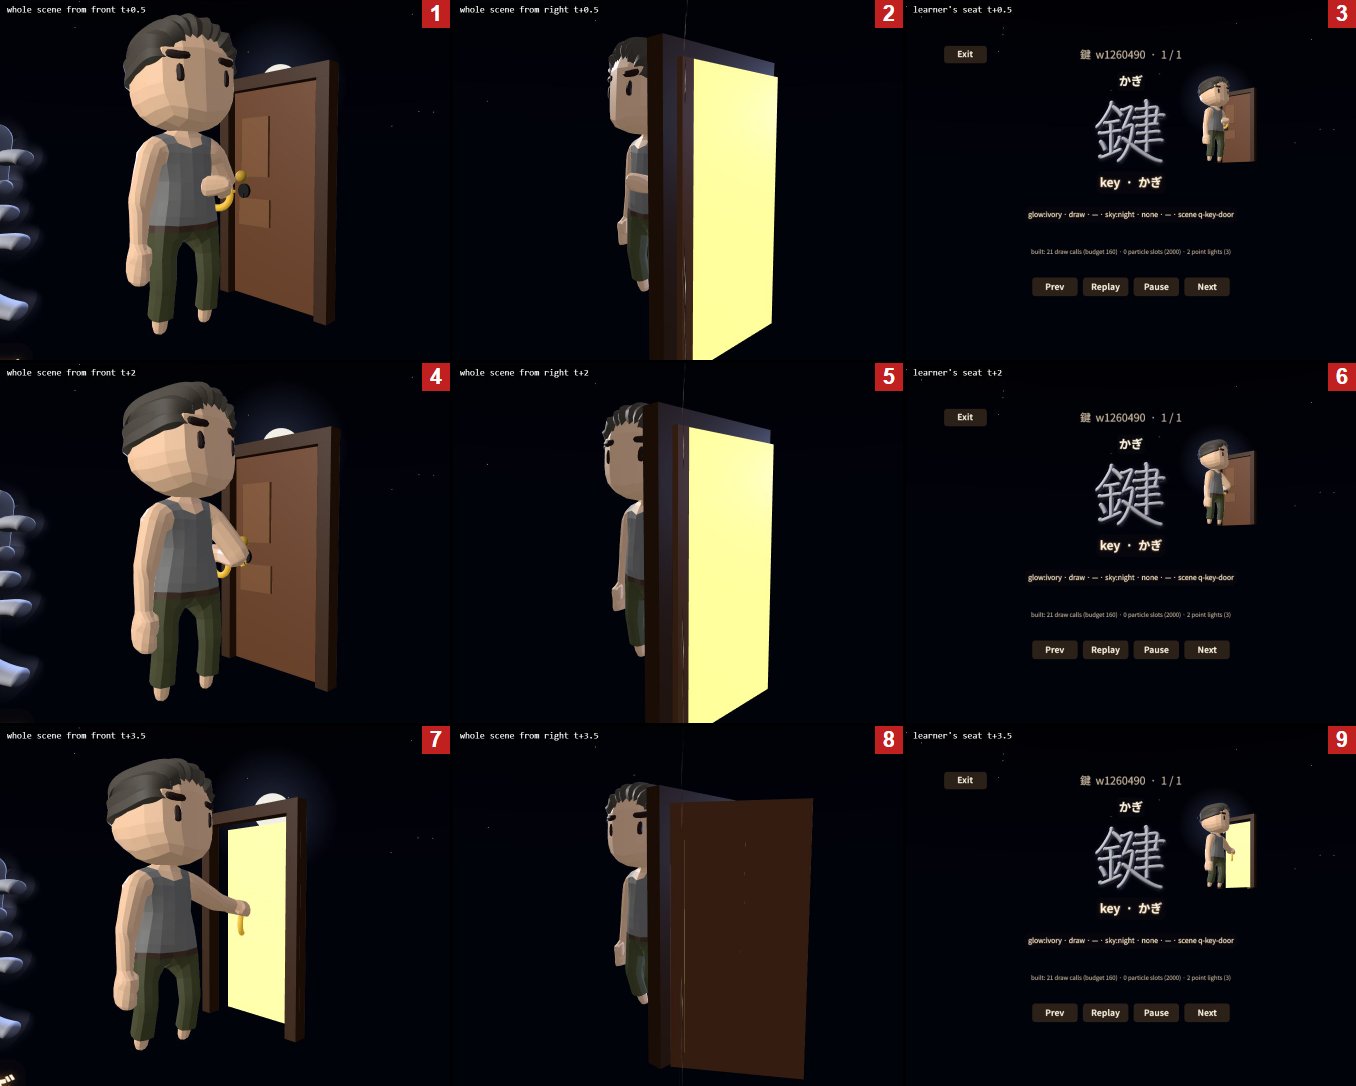 whole scene from front t+0.5
1
whole scene from right t+0.5
2
learner's seat t+0.5
3
Exit
鍵 w1260490 · 1 / 1
かぎ
鍵
key · かぎ
glow:ivory · draw · — · sky:night · none · — · scene q-key-door
built: 21 draw calls (budget 160) · 0 particle slots (2000) · 2 point lights (3)
Prev Replay Pause Next
whole scene from front t+2
4
whole scene from right t+2
5
learner's seat t+2
6
Exit
鍵 w1260490 · 1 / 1
かぎ
鍵
key · かぎ
glow:ivory · draw · — · sky:night · none · — · scene q-key-door
built: 21 draw calls (budget 160) · 0 particle slots (2000) · 2 point lights (3)
Prev Replay Pause Next
whole scene from front t+3.5
7
whole scene from right t+3.5
8
learner's seat t+3.5
9
Exit
鍵 w1260490 · 1 / 1
かぎ
鍵
key · かぎ
glow:ivory · draw · — · sky:night · none · — · scene q-key-door
built: 21 draw calls (budget 160) · 0 particle slots (2000) · 2 point lights (3)
Prev Replay Pause Next